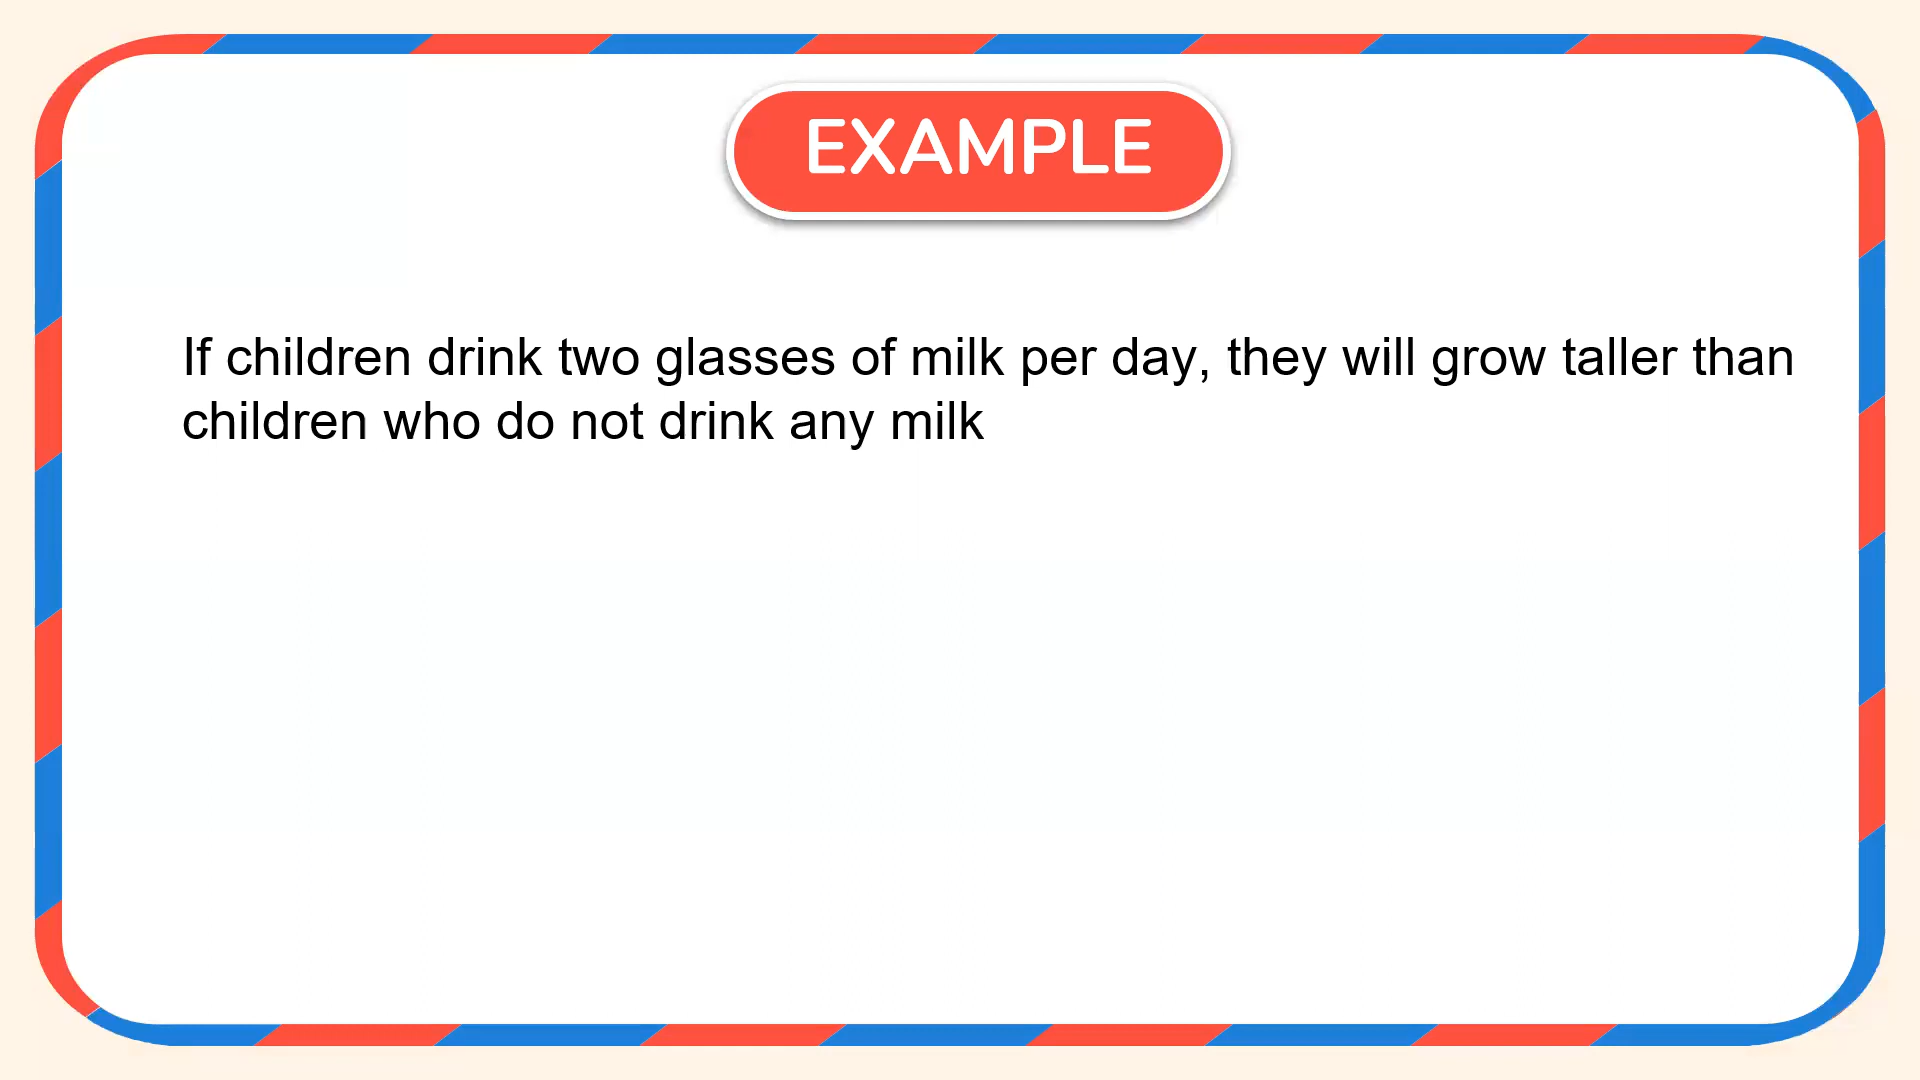 EXAMPLE
If children drink two glasses of milk per day, they will grow taller than
children who do not drink any milk